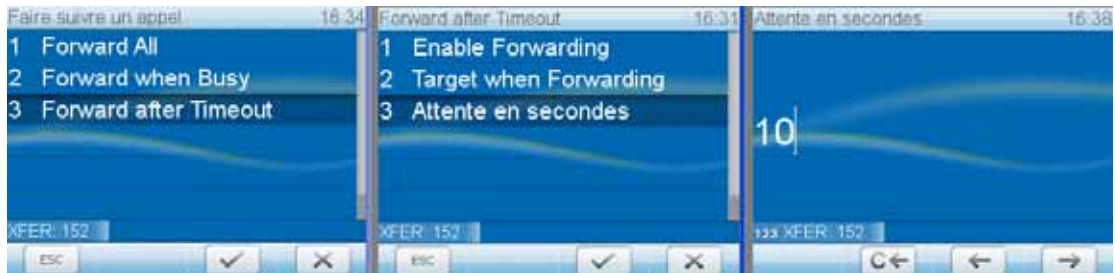 Faire suivre un appel 16:34
1 Forward All
2 Forward when Busy
3 Forward after Timeout
XFER: 152
ESC
Forward after Timeout 16:31
1 Enable Forwarding
2 Target when Forwarding
3 Attente en secondes
XFER: 152
ESC
Attente en secondes 16:38
10
123 XFER: 152
C